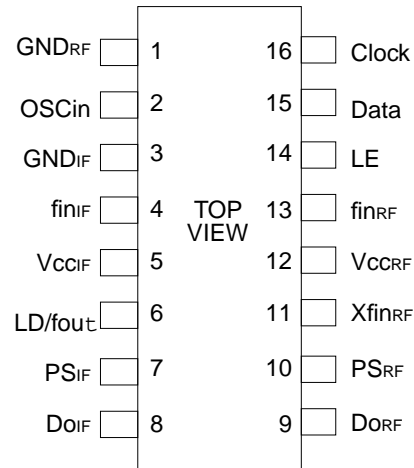 GNDRF 1 16 Clock
OSCin 2 15 Data
GNDIF 3 14 LE
finIF 4 TOP 13 finRF
VIEW
VccIF 5 12 VccRF
LD/fout 6 11 XfinRF
PSIF 7 10 PSRF
DoIF 8 9 DoRF